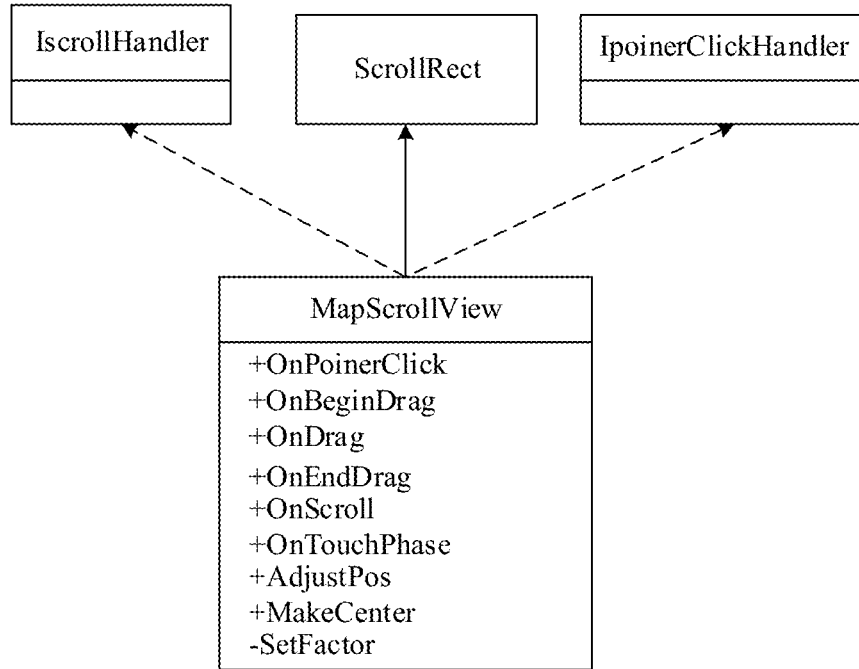 IscrollHandler
ScrollRect
IpoinerClickHandler
MapScrollView
+OnPoinerClick
+OnBeginDrag
+OnDrag
+OnEndDrag
+OnScroll
+OnTouchPhase
+AdjustPos
+MakeCenter
-SetFactor